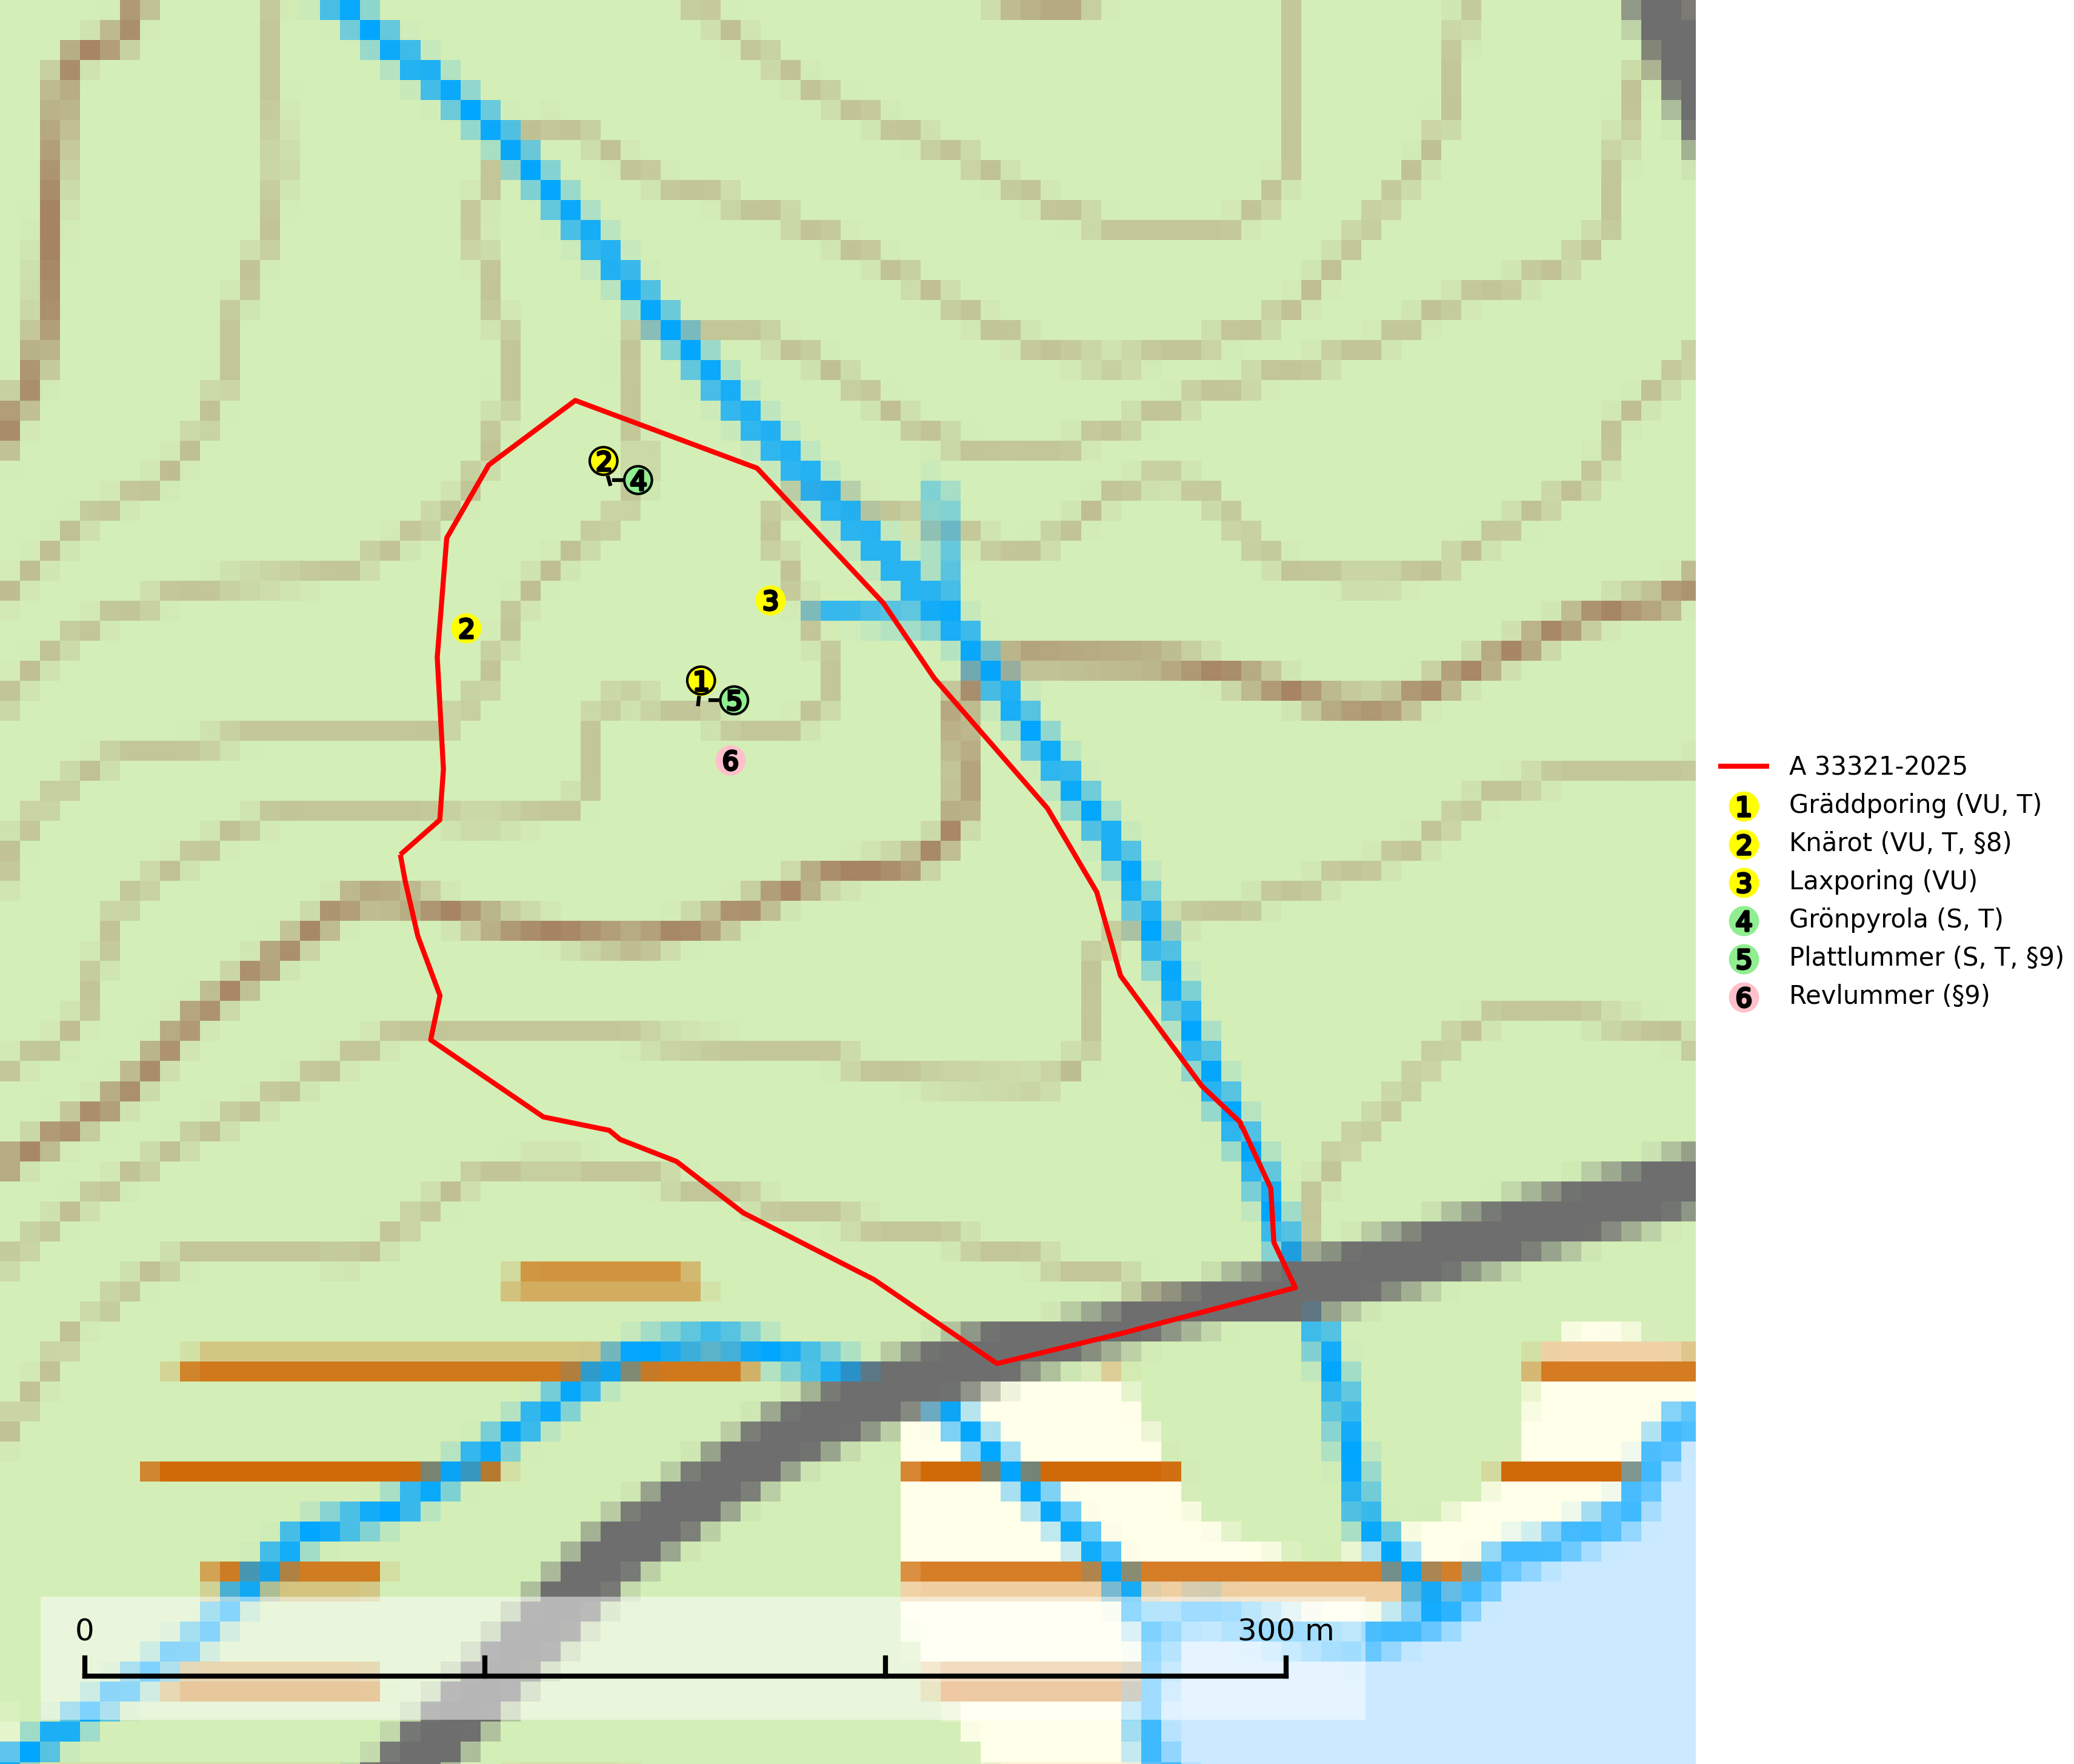 2
4
3
2
1
5
6
A 33321-2025
1 Gräddporing (VU, T)
2 Knärot (VU, T, §8)
3 Laxporing (VU)
4 Grönpyrola (S, T)
5 Plattlummer (S, T, §9)
6 Revlummer (§9)
0 300 m